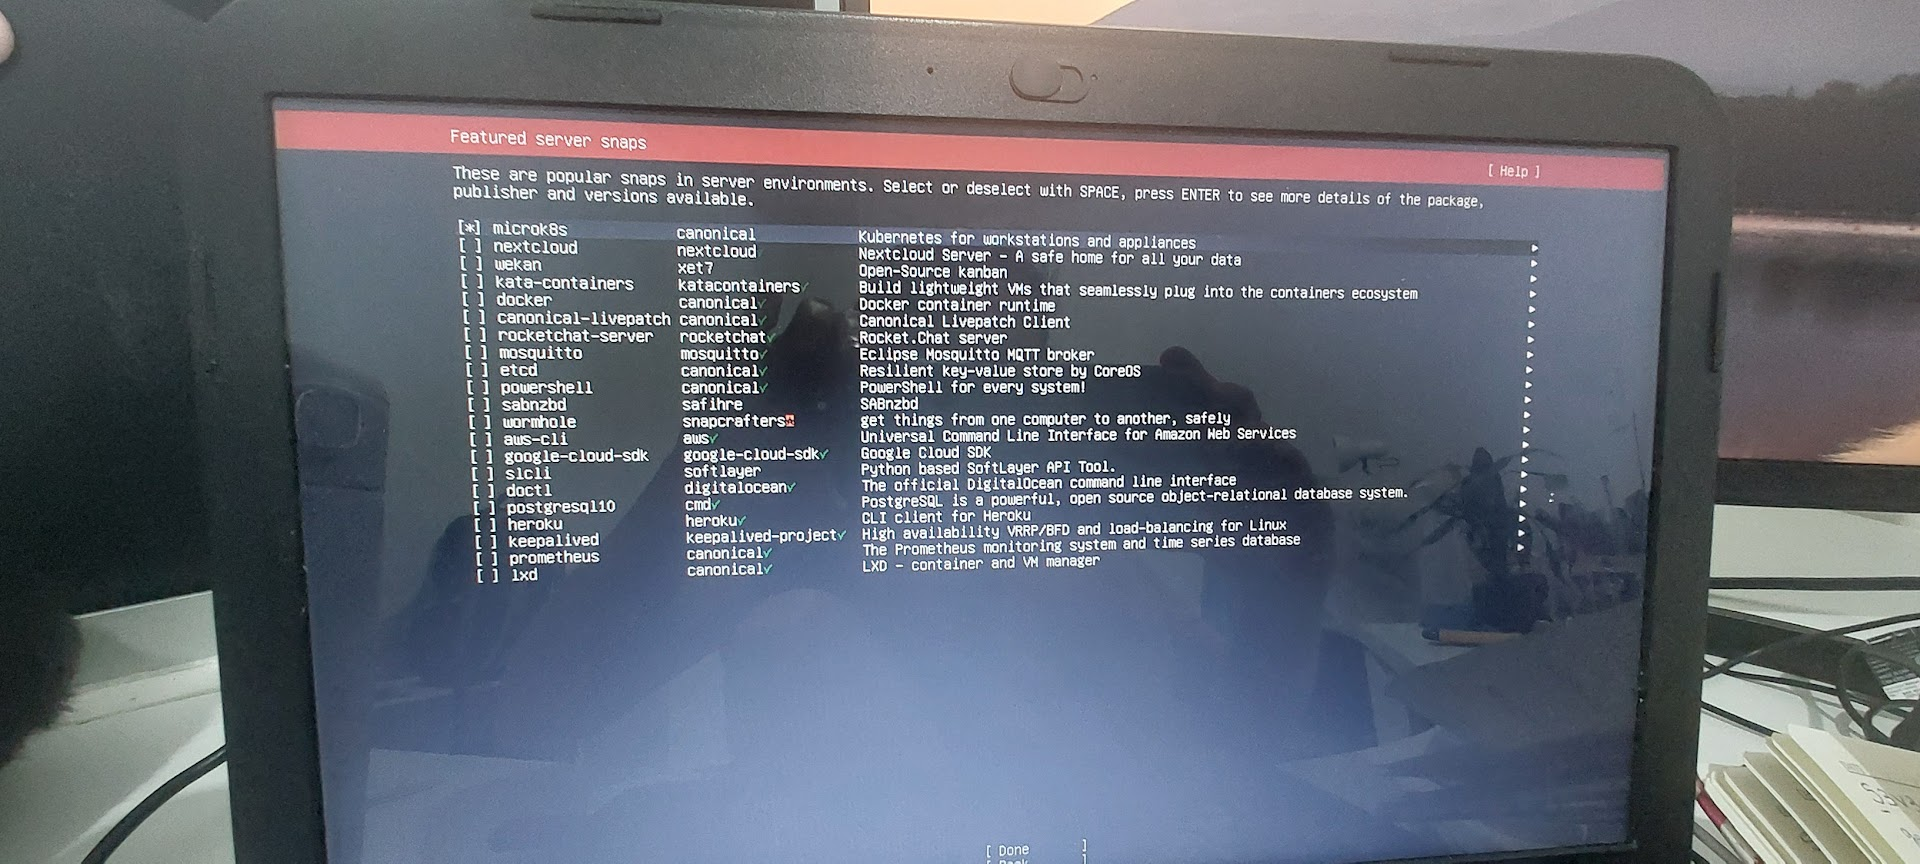 Featured server snaps
[ Help ]
These are popular snaps in server environments. Select or deselect with SPACE, press ENTER to see more details of the package,
publisher and versions available.
[*] microk8s canonical Kubernetes for workstations and appliances
[ ] nextcloud nextcloud Nextcloud Server - A safe home for all your data
[ ] wekan xet7 Open-Source kanban
[ ] kata-containers katacontainers✓ Build lightweight VMs that seamlessly plug into the containers ecosystem
[ ] docker canonical✓ Docker container runtime
[ ] canonical-livepatch canonical✓ Canonical Livepatch Client
[ ] rocketchat-server rocketchat✓ Rocket.Chat server
[ ] mosquitto mosquitto✓ Eclipse Mosquitto MQTT broker
[ ] etcd canonical✓ Resilient key-value store by CoreOS
[ ] powershell canonical✓ PowerShell for every system!
[ ] sabnzbd safihre SABnzbd
[ ] wormhole snapcrafters get things from one computer to another, safely
[ ] aws-cli aws✓ Universal Command Line Interface for Amazon Web Services
[ ] google-cloud-sdk google-cloud-sdk✓ Google Cloud SDK
[ ] slcli softlayer Python based SoftLayer API Tool.
[ ] doctl digitalocean✓ The official DigitalOcean command line interface
[ ] postgresql10 cmd✓ PostgreSQL is a powerful, open source object-relational database system.
[ ] heroku heroku✓ CLI client for Heroku
[ ] keepalived keepalived-project✓ High availability VRRP/BFD and load-balancing for Linux
[ ] prometheus canonical✓ The Prometheus monitoring system and time series database
[ ] lxd canonical✓ LXD - container and VM manager
[ Done ]